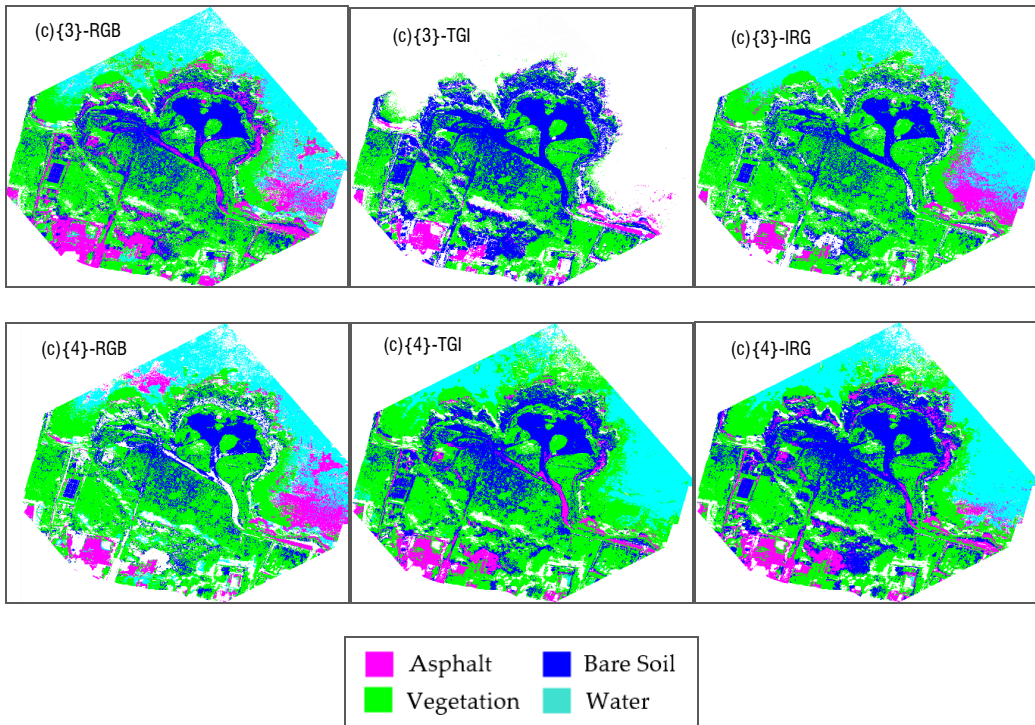 (c){3}-RGB
(c){3}-TGI
(c){3}-IRG
(c){4}-RGB
(c){4}-TGI
(c){4}-IRG
Asphalt
Bare Soil
Vegetation
Water